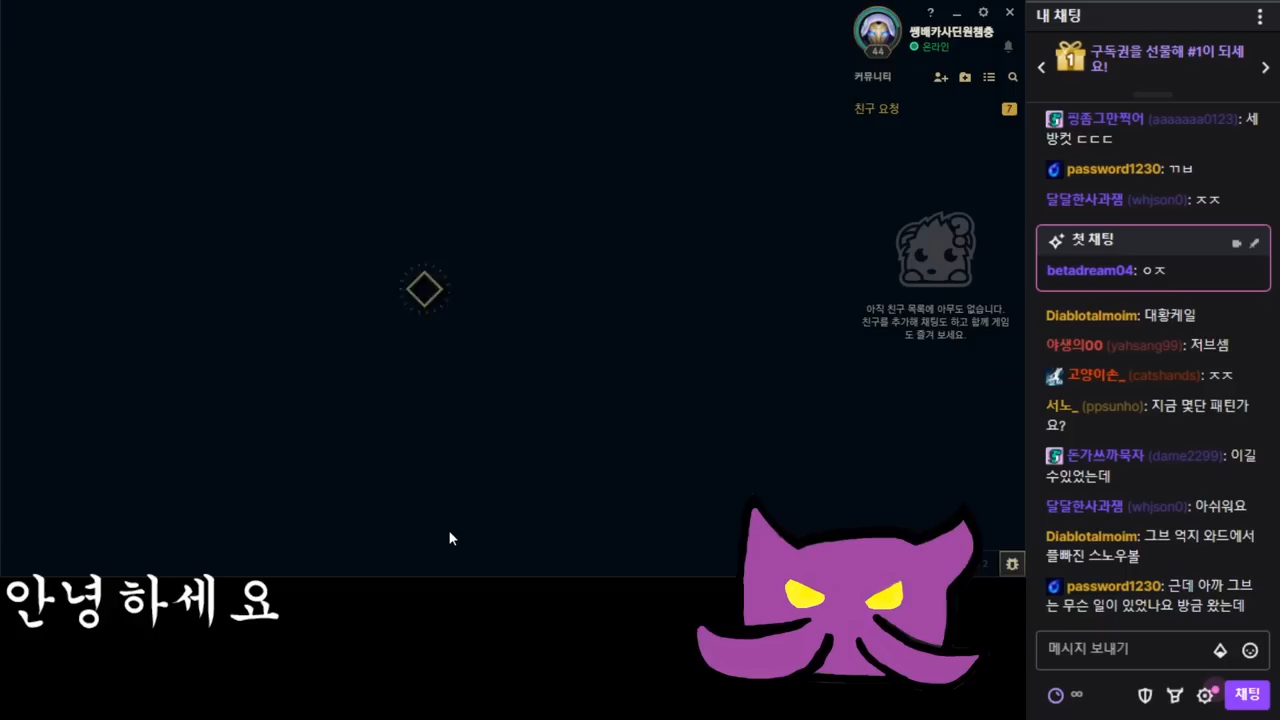 쌩배카사딘원챔충
44
온라인
커뮤니티
친구 요청
7
아직 친구 목록에 아무도 없습니다.
친구를 추가해 채팅도 하고 함께 게임
도 즐겨 보세요.
안녕하세요
내 채팅
1
구독권을 선물해 #1이 되세
요!
핑좀그만찍어 (aaaaaaa0123): 세
방컷 ㄷㄷㄷ
password1230: ㄲㅂ
달달한사과잼 (whjson0): ㅈㅈ
첫 채팅
betadream04: ㅇㅈ
Diablotalmoim: 대황케일
야생의00 (yahsang99): 저브셈
고양이손_ (catshands): ㅈㅈ
서노_ (ppsunho): 지금 몇단 패틴가
요?
돈가쓰까묵자 (dame2299): 이길
수있었는데
달달한사과잼 (whjson0): 아쉬워요
Diablotalmoim: 그브 억지 와드에서
플빠진 스노우볼
password1230: 근데 아까 그브
는 무슨 일이 있었나요 방금 왔는데
메시지 보내기
채팅